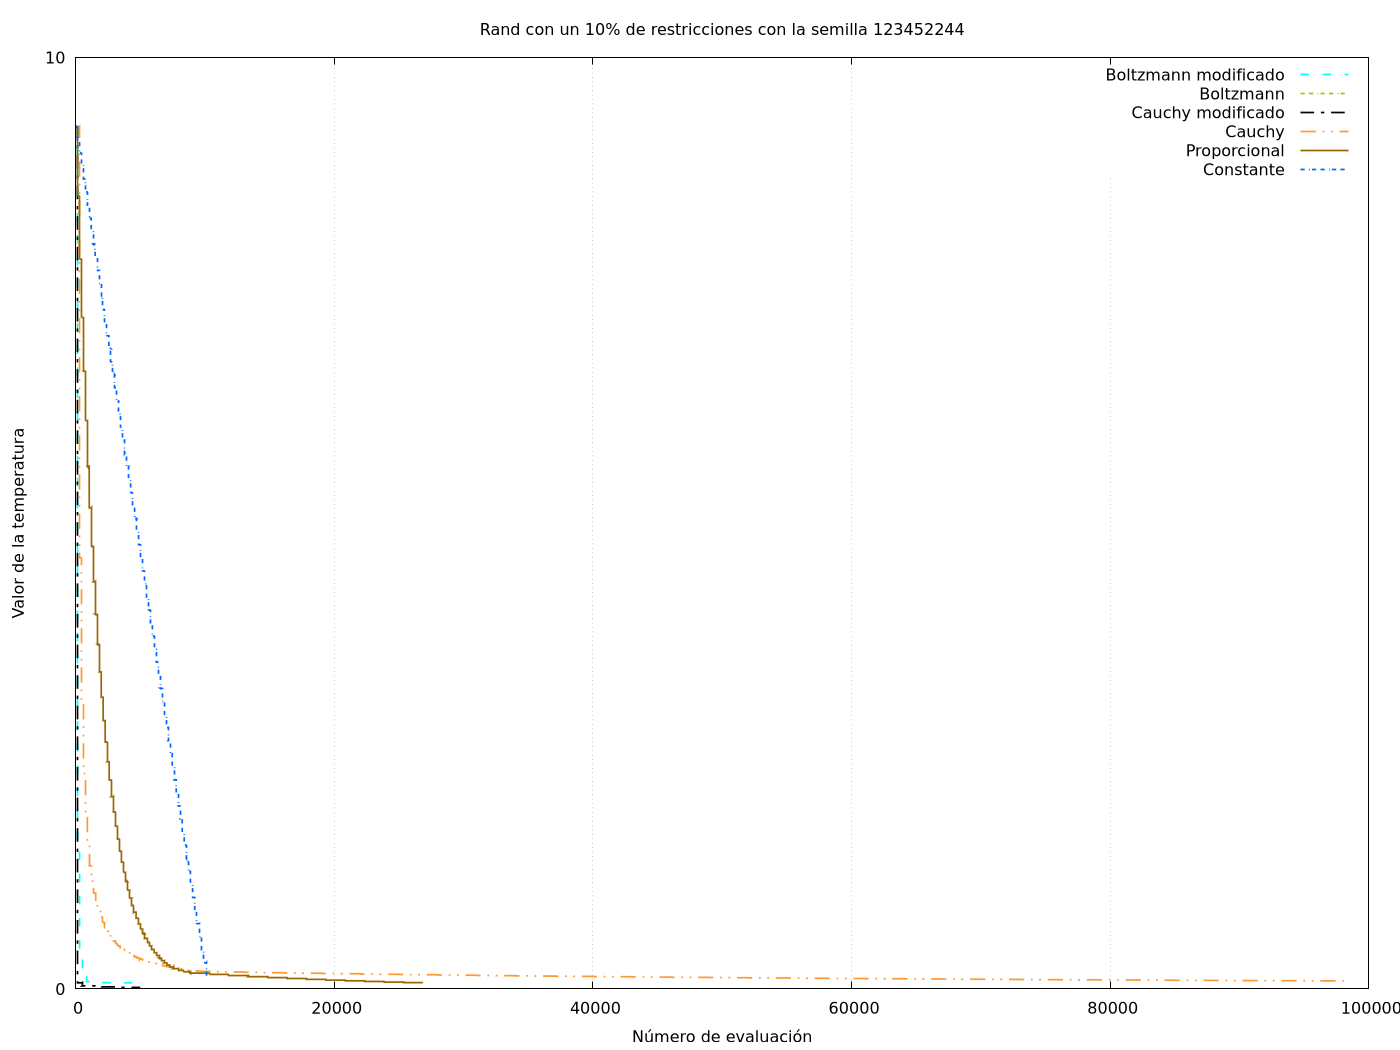 Rand con un 10% de restricciones con la semilla 123452244
10
Boltzmann modificado
Boltzmann
Cauchy modificado
Cauchy
Proporcional
Constante
Valor de la temperatura
0
0
20000
40000
60000
80000
100000
Número de evaluación